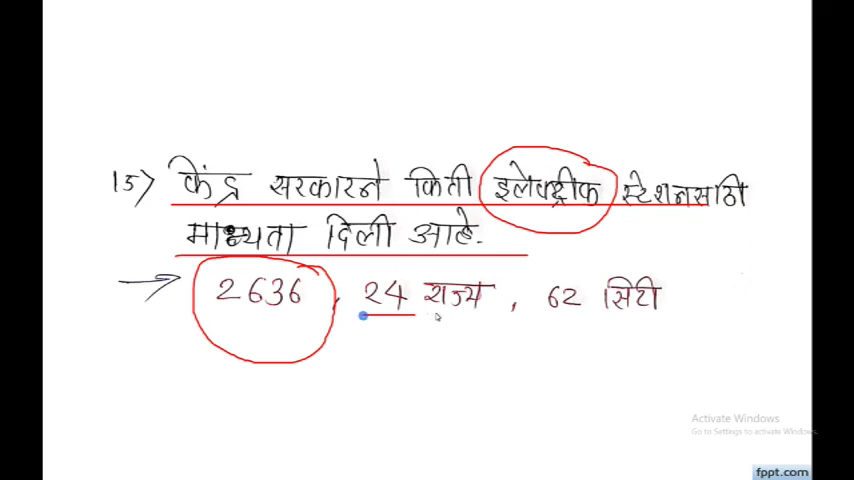 15) केंद्र सरकारने किती इलेक्ट्रीक स्टेशनसाठी
मान्यता दिली आहे.
→ 2636, 24 राज्य, 62 सिटी
Activate Windows
Go to Settings to activate Windows.
fppt.com